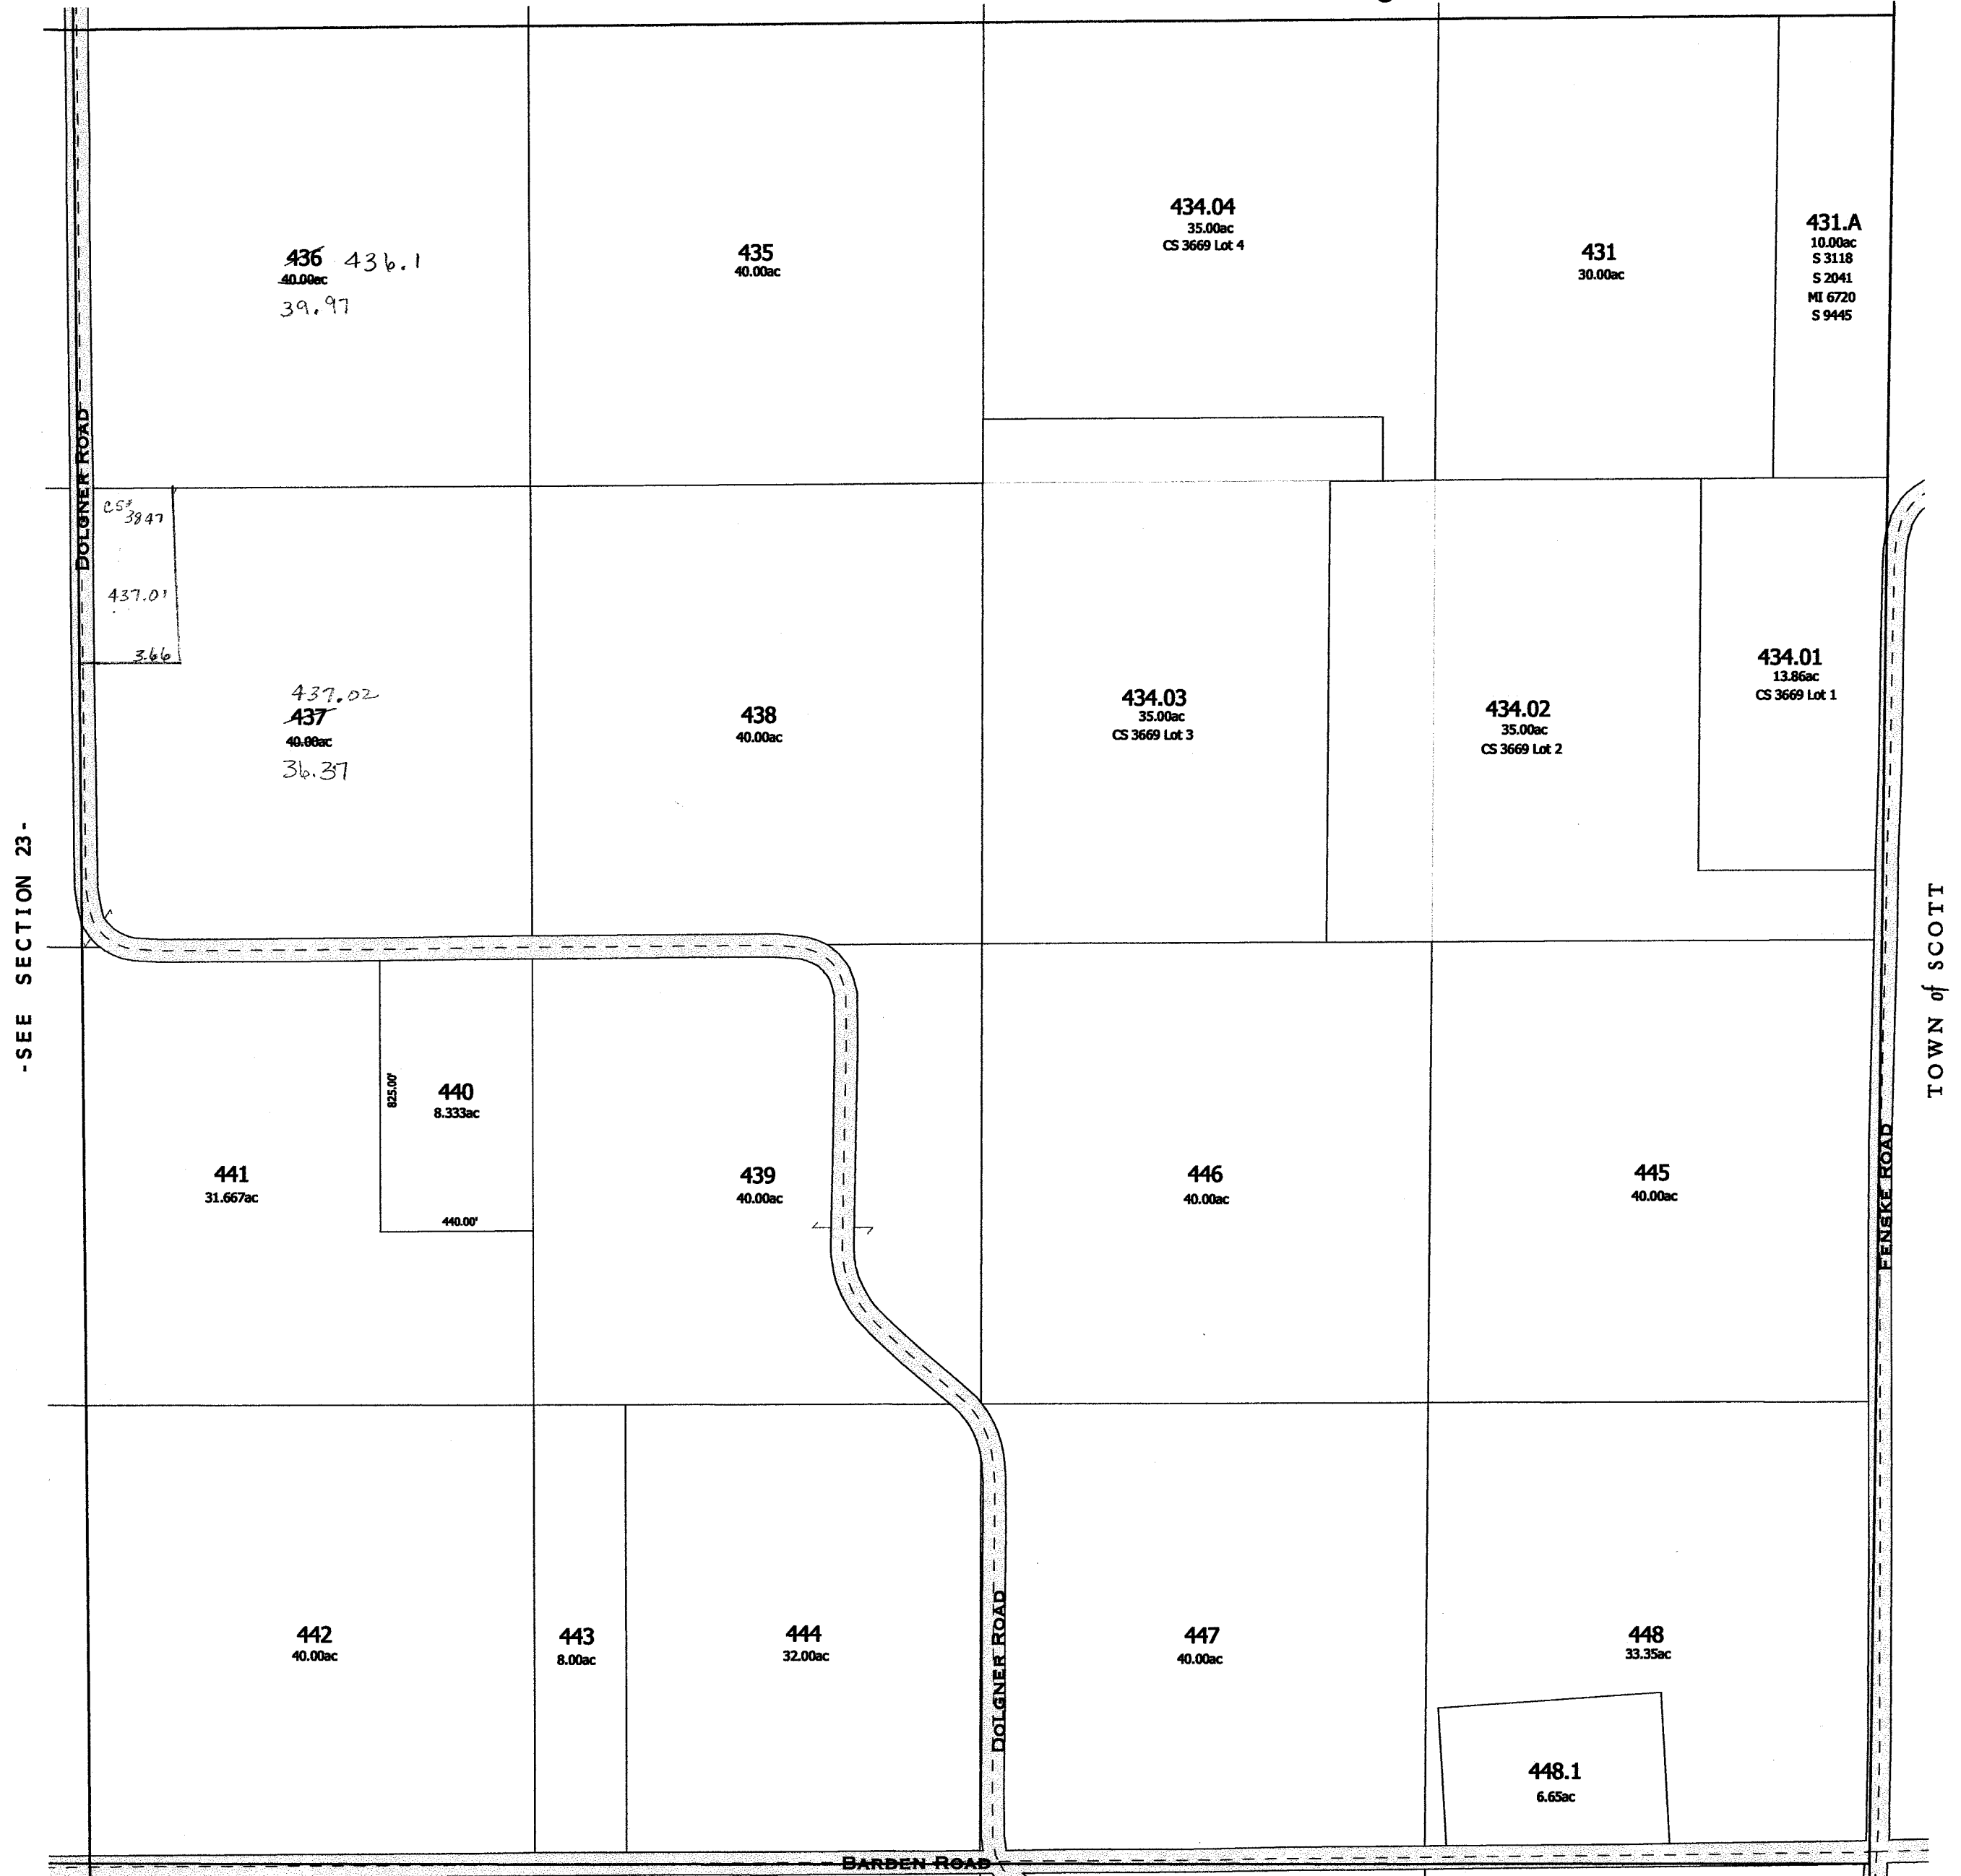 436 436.1
40.00ac
39.97
435
40.00ac
434.04
35.00ac
CS 3669 Lot 4
431
30.00ac
431.A
10.00ac
S 3118
S 2041
MI 6720
S 9445
DOLGNER ROAD
CS#
3847
437.01
3.66
437.02
437
40.00ac
36.37
438
40.00ac
434.03
35.00ac
CS 3669 Lot 3
434.02
35.00ac
CS 3669 Lot 2
434.01
13.86ac
CS 3669 Lot 1
- SEE SECTION 23 -
TOWN of SCOTT
441
31.667ac
825.00'
440
8.333ac
440.00'
439
40.00ac
446
40.00ac
445
40.00ac
FENSKE ROAD
442
40.00ac
443
8.00ac
444
32.00ac
DOLGNER ROAD
447
40.00ac
448
33.35ac
448.1
6.65ac
BARDEN ROAD